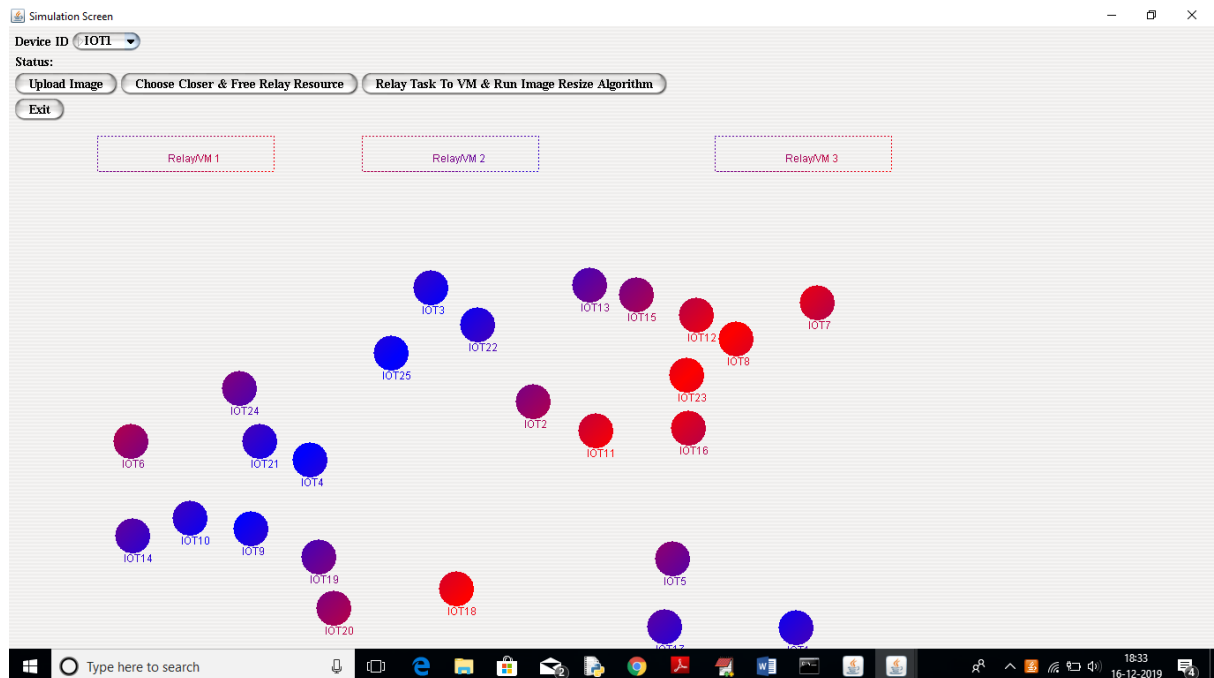 Simulation Screen
Device ID IOT1
Status:
Upload Image Choose Closer & Free Relay Resource Relay Task To VM & Run Image Resize Algorithm
Exit
Relay/VM 1 Relay/VM 2 Relay/VM 3
IOT3 IOT13 IOT15 IOT7
IOT22 IOT12 IOT8
IOT25 IOT23
IOT24 IOT2
IOT6 IOT21 IOT4 IOT11 IOT16
IOT14 IOT10 IOT9
IOT19 IOT5
IOT20 IOT18
IOT17
Type here to search 2 18:33
16-12-2019 4